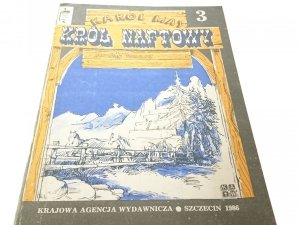 3
KAROL MAY
KRÓL NAFTOWY
KRAJOWA AGENCJA WYDAWNICZA ● SZCZECIN 1986